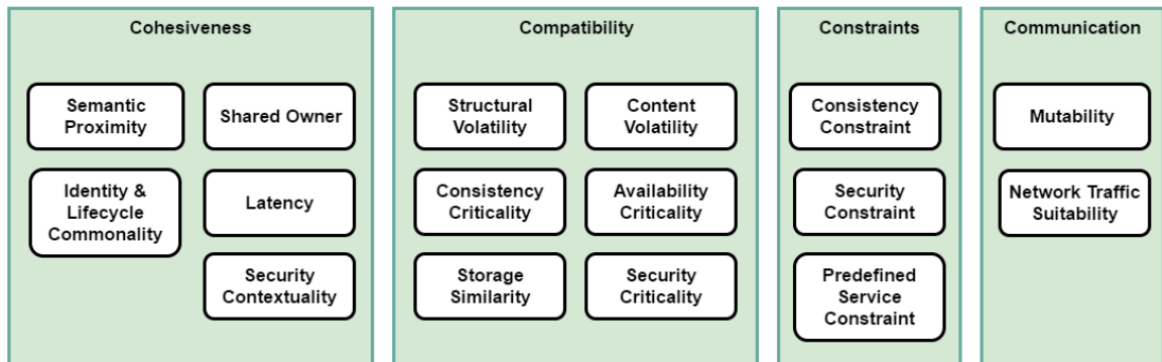 Cohesiveness
Semantic
Proximity
Shared Owner
Identity &
Lifecycle
Commonality
Latency
Security
Contextuality
Compatibility
Structural
Volatility
Content
Volatility
Consistency
Criticality
Availability
Criticality
Storage
Similarity
Security
Criticality
Constraints
Consistency
Constraint
Security
Constraint
Predefined
Service
Constraint
Communication
Mutability
Network Traffic
Suitability